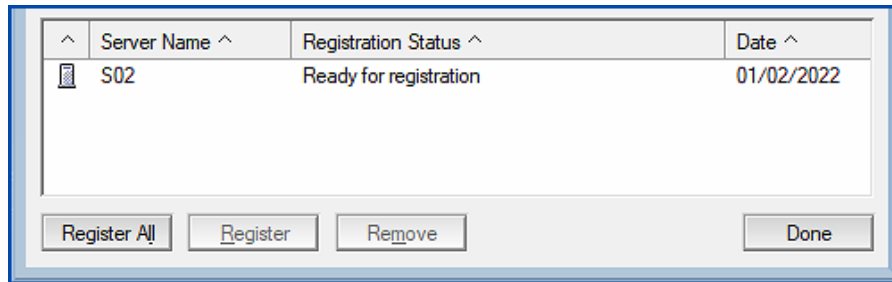 ^ Server Name ^ Registration Status ^ Date ^
S02 Ready for registration 01/02/2022
Register All Register Remove Done